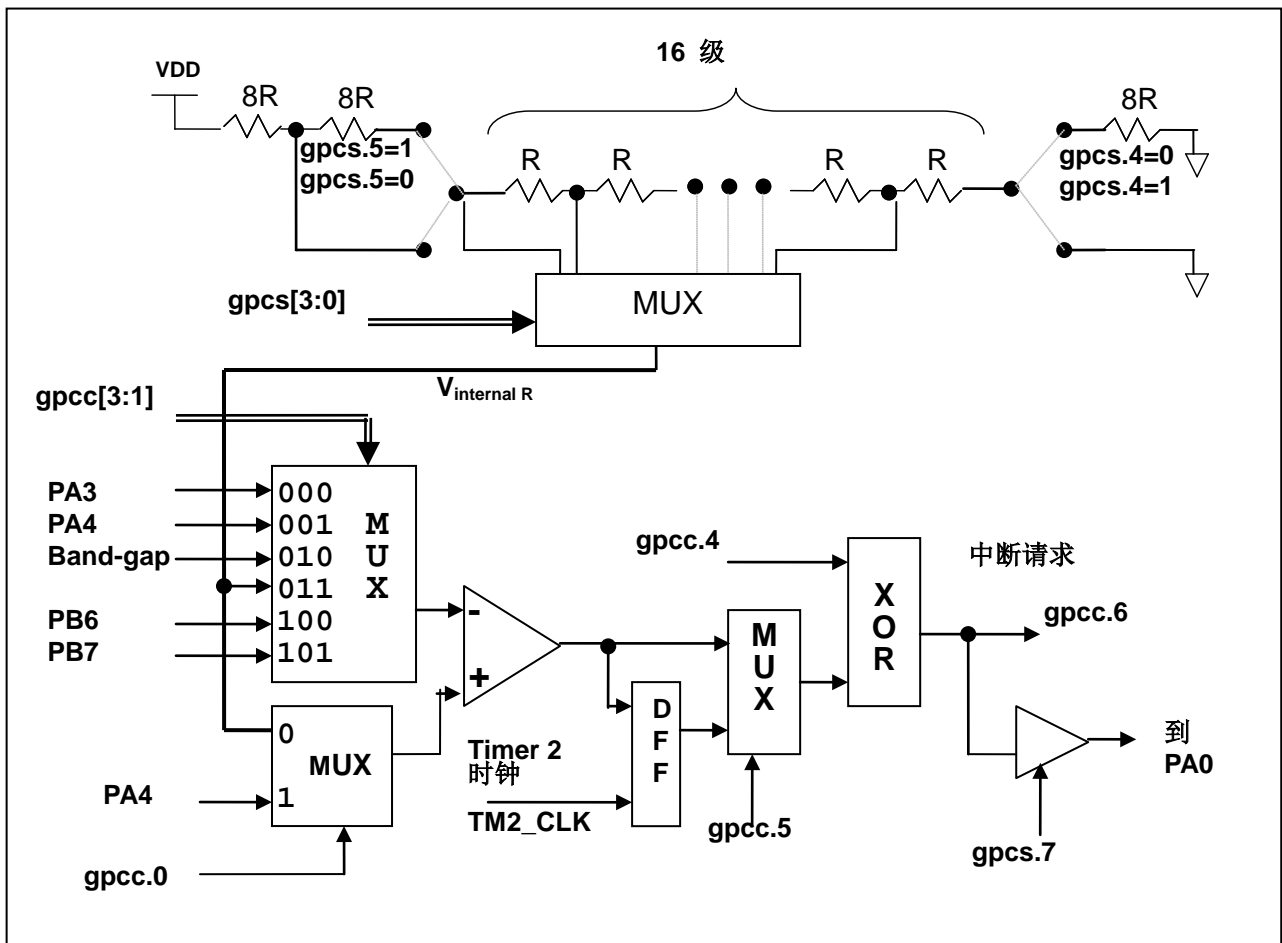 16 级
VDD
8R
8R
8R
gpcs.5=1
gpcs.5=0
R
R
R
R
gpcs.4=0
gpcs.4=1
gpcs[3:0]
MUX
V internal R
gpcc[3:1]
PA3
PA4
Band-gap
PB6
PB7
000
001
010
011
100
101
M
U
X
-
+
0
1
MUX
PA4
gpcc.0
Timer 2
时钟
TM2_CLK
D
F
F
M
U
X
gpcc.5
gpcc.4
X
O
R
中断请求
gpcc.6
到
PA0
gpcs.7